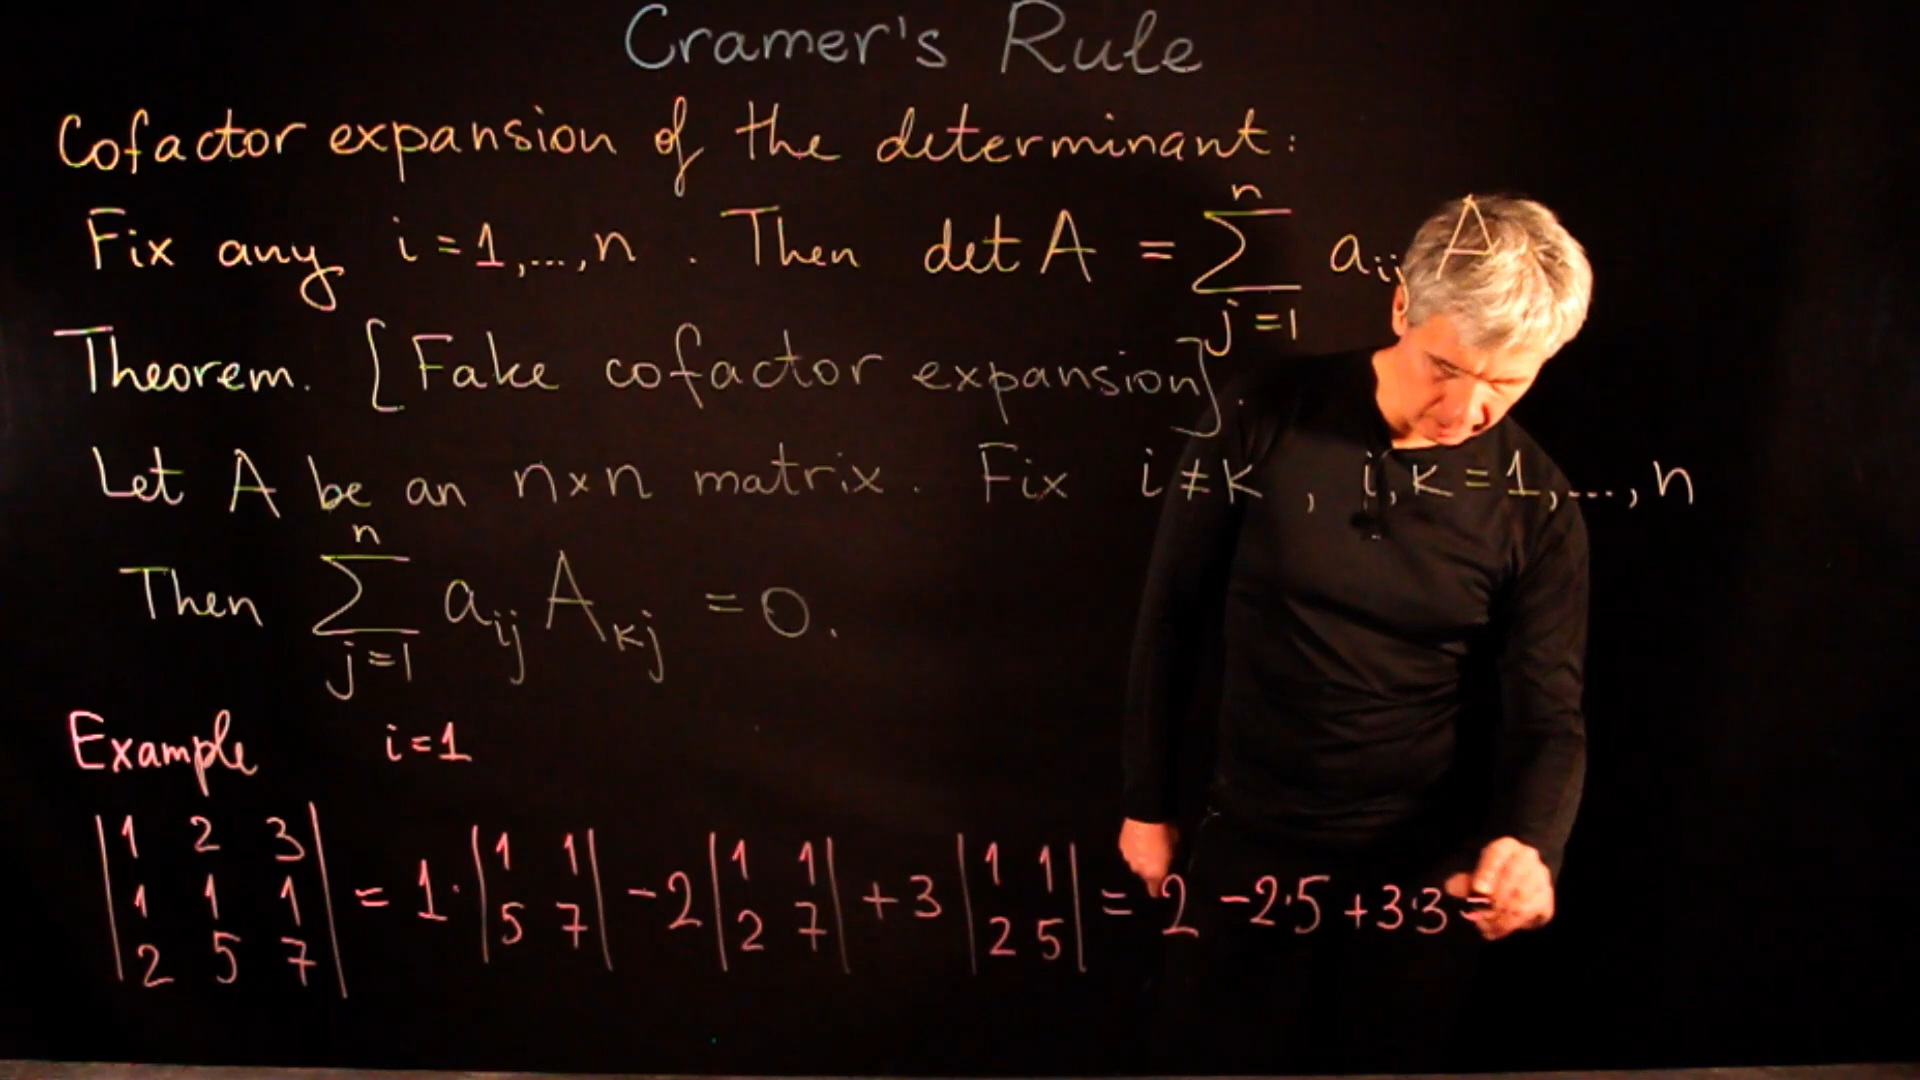 Cramer's Rule
Cofactor expansion of the determinant:
Fix any i=1,...,n . Then det A = ∑_{j=1}^{n} a_{ij} A
Theorem. [Fake cofactor expansion].
Let A be an n×n matrix. Fix i≠k , i,k=1,...,n
Then ∑_{j=1}^{n} a_{ij} A_{kj} =0.
Example i=1
|1 2 3; 1 1 1; 2 5 7| = 1·|1 1; 5 7| -2|1 1; 2 7| +3|1 1; 2 5| = 2 -2·5 +3·3 =